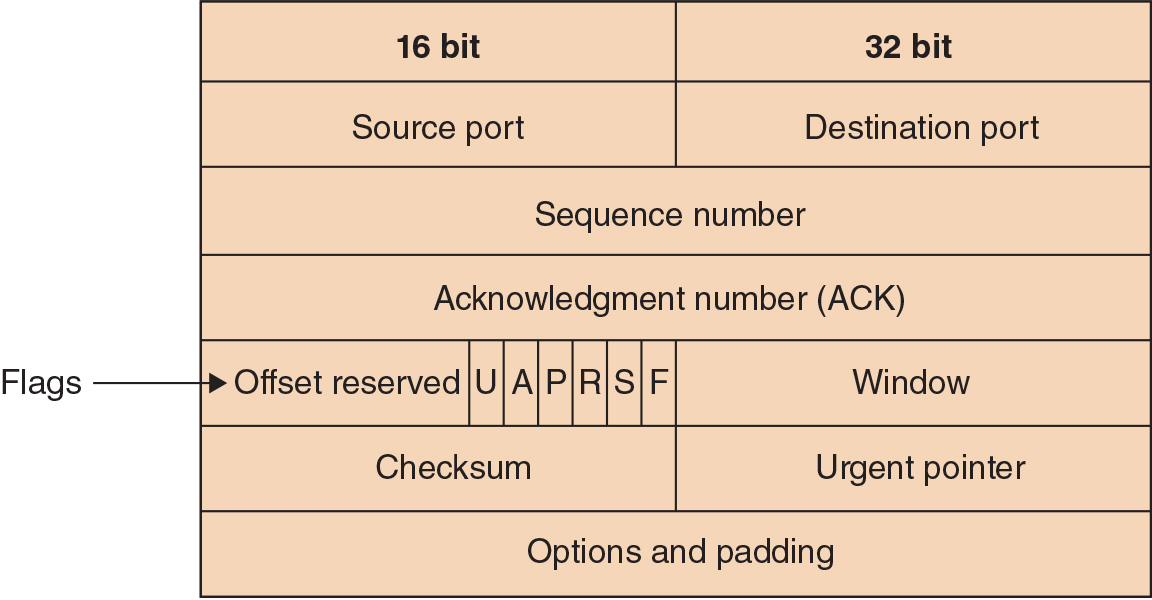 16 bit 32 bit
Source port Destination port
Sequence number
Acknowledgment number (ACK)
Flags Offset reserved U A P R S F Window
Checksum Urgent pointer
Options and padding